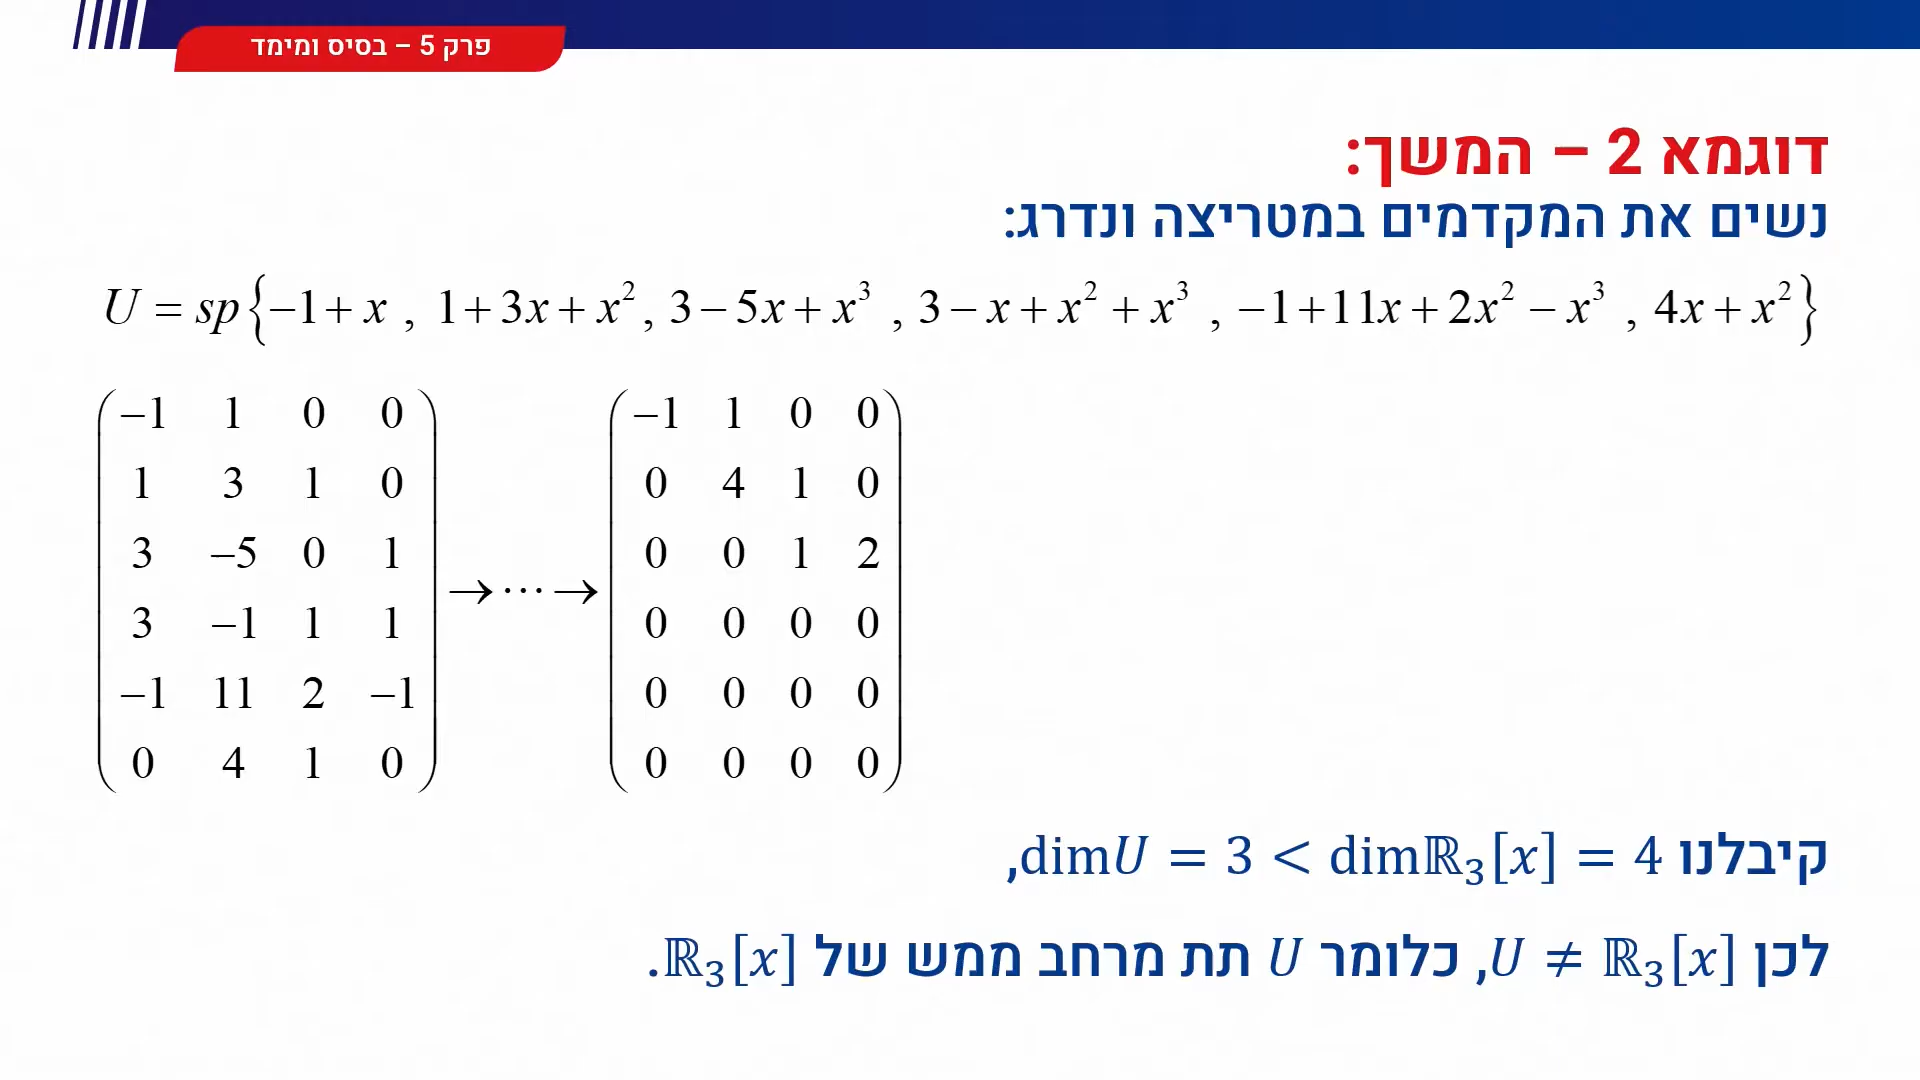 פרק 5 – בסיס ומימד
דוגמא 2 – המשך:
נשים את המקדמים במטריצה ונדרג:
U = sp{−1 + x , 1 + 3x + x², 3 − 5x + x³ , 3 − x + x² + x³ , −1 + 11x + 2x² − x³ , 4x + x²}
−1 1 0 0 −1 1 0 0
1 3 1 0 0 4 1 0
3 −5 0 1 0 0 1 2
→ ⋯ →
3 −1 1 1 0 0 0 0
−1 11 2 −1 0 0 0 0
0 4 1 0 0 0 0 0
קיבלנו dimU = 3 < dimℝ₃[x] = 4,
לכן U ≠ ℝ₃[x], כלומר U תת מרחב ממש של ℝ₃[x].